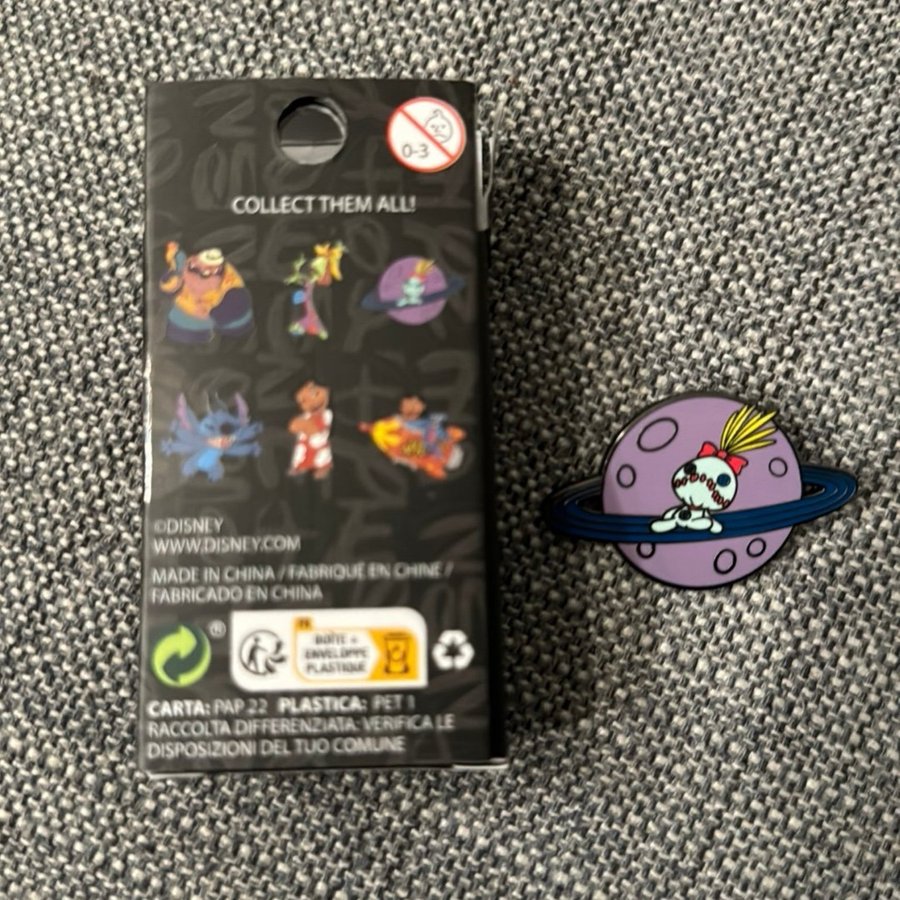 0-3
COLLECT THEM ALL!
©DISNEY
WWW.DISNEY.COM
MADE IN CHINA / FABRIQUÉ EN CHINE /
FABRICADO EN CHINA
®
FR
BOÎTE +
ENVELOPPE
PLASTIQUE
CARTA: PAP 22 PLASTICA: PET 1
RACCOLTA DIFFERENZIATA. VERIFICA LE
DISPOSIZIONI DEL TUO COMUNE